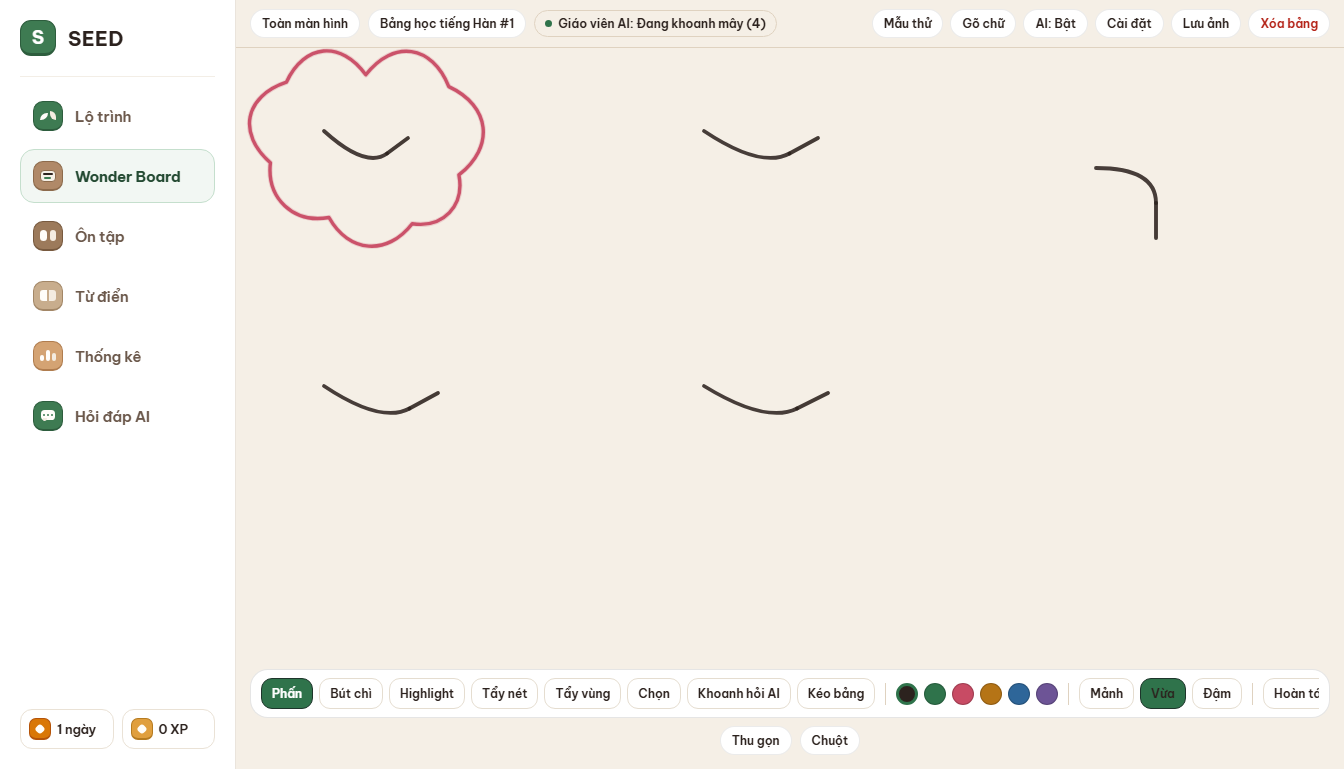 S SEED
Toàn màn hình Bảng học tiếng Hàn #1 Giáo viên AI: Đang khoanh mây (4) Mẫu thử Gõ chữ AI: Bật Cài đặt Lưu ảnh Xóa bảng
Lộ trình
Wonder Board
Ôn tập
Từ điển
Thống kê
Hỏi đáp AI
Phấn Bút chì Highlight Tẩy nét Tẩy vùng Chọn Khoanh hỏi AI Kéo bảng Mảnh Vừa Đậm Hoàn
1 ngày 0 XP
Thu gọn Chuột